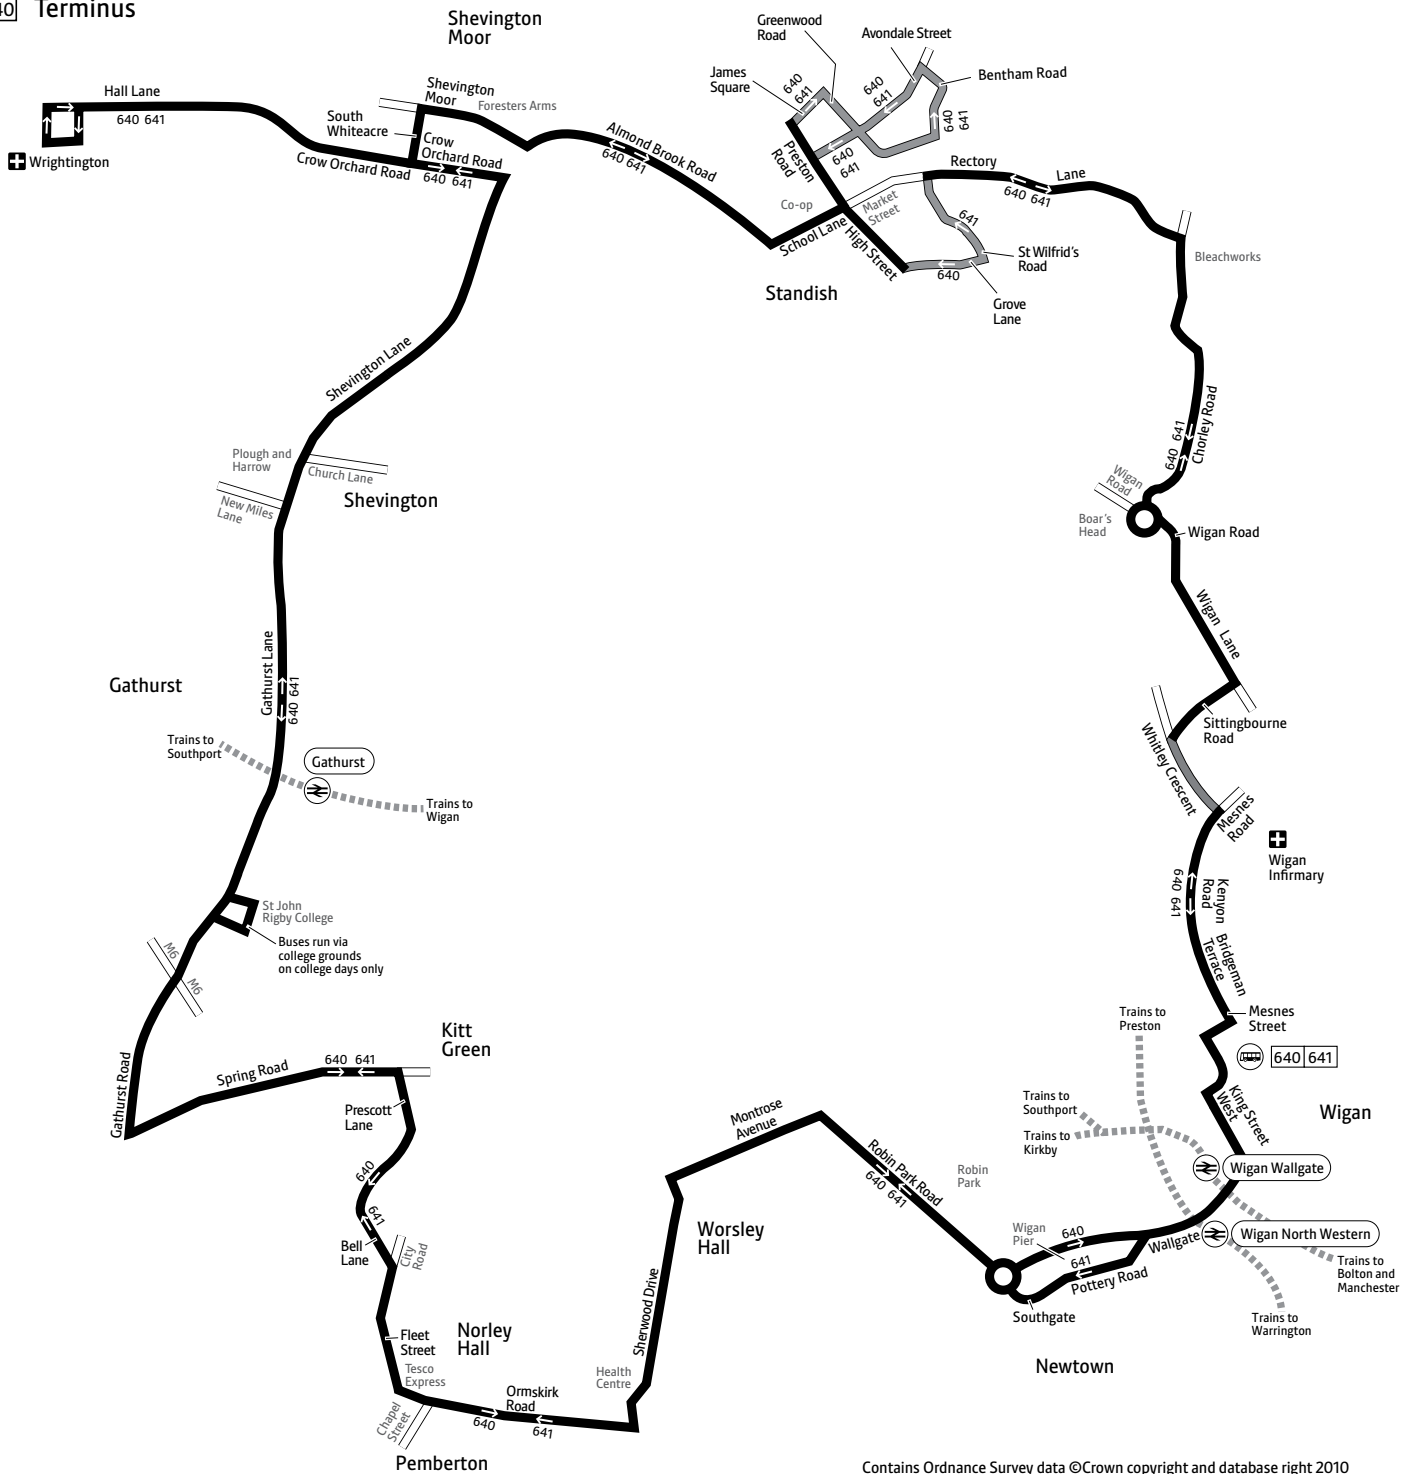 40 Terminus
Shevington
Moor
Greenwood
Road
Avondale Street
James
Square
Bentham Road
640
641
640
641
640
641
640
641
Preston
Road
Hall Lane
640 641
Wrightington
Shevington
Moor
Foresters Arms
South
Whiteacre
Crow
Orchard Road
Crow Orchard Road
640 641
Almond Brook Road
640 641
Co-op
School Lane
Market
Street
High Street
Rectory
Lane
640 641
641
St Wilfrid's
Road
640
Grove
Lane
Standish
Bleachworks
Shevington Lane
Chorley Road
640 641
Plough and
Harrow
Church Lane
New Miles
Lane
Shevington
Wigan
Road
Boar's
Head
Wigan Road
Wigan Lane
Gathurst Lane
640 641
Gathurst
Trains to
Southport
Gathurst
Trains to
Wigan
Sittingbourne
Road
Whitley Crescent
Mesnes
Road
Wigan
Infirmary
Kenyon
Road
640 641
St John
Rigby College
Buses run via
college grounds
on college days only
M6
M6
Bridgeman
Terrace
Mesnes
Street
Trains to
Preston
640 641
Kitt
Green
Gathurst Road
Spring Road
640 641
Prescott
Lane
Trains to
Southport
Trains to
Kirkby
King Street
West
Wigan
Montrose
Avenue
Robin Park Road
640 641
Robin
Park
Wigan Wallgate
640
641
Bell
Lane
City
Road
Worsley
Hall
Wigan
Pier
640
Wallgate
Wigan North Western
641
Pottery Road
Trains to
Bolton and
Manchester
Southgate
Trains to
Warrington
Sherwood Drive
Fleet
Street
Norley
Hall
Newtown
Tesco
Express
Health
Centre
Ormskirk
Road
640
641
Chapel
Street
Pemberton
Contains Ordnance Survey data ©Crown copyright and database right 2010